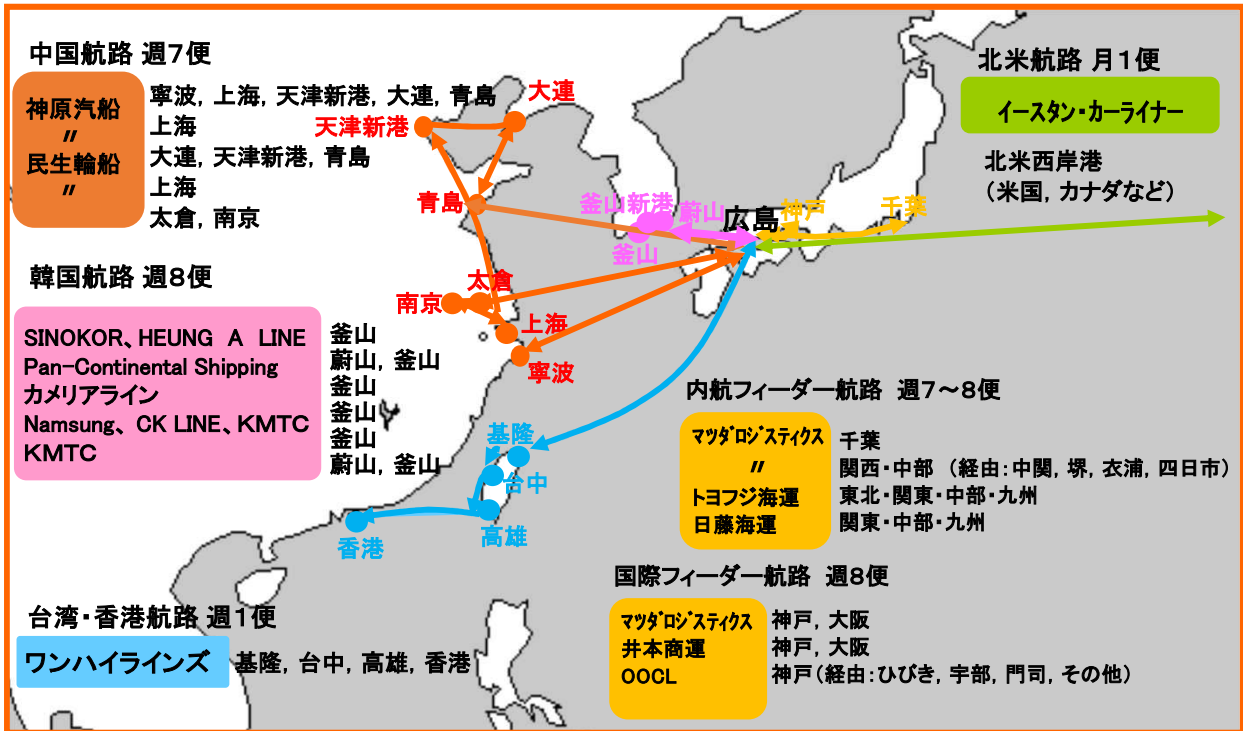 中国航路 週7便
神原汽船
〃
民生輪船
〃
寧波, 上海, 天津新港, 大連, 青島
上海
大連, 天津新港, 青島
上海
太倉, 南京
韓国航路 週8便
SINOKOR、HEUNG A LINE
Pan-Continental Shipping
カメリアライン
Namsung、CK LINE、KMTC
KMTC
釜山
蔚山, 釜山
釜山
釜山
釜山
蔚山, 釜山
台湾・香港航路 週1便
ワンハイラインズ
基隆, 台中, 高雄, 香港
大連
天津新港
青島
太倉
南京
上海
寧波
釜山新港
蔚山
釜山
広島
神戸
千葉
基隆
台中
高雄
香港
北米航路 月1便
イースタン・カーライナー
北米西岸港
（米国, カナダなど）
内航フィーダー航路 週7～8便
マツダロジスティクス
〃
トヨフジ海運
日藤海運
千葉
関西・中部 （経由:中関, 堺, 衣浦, 四日市）
東北・関東・中部・九州
関東・中部・九州
国際フィーダー航路 週8便
マツダロジスティクス
井本商運
OOCL
神戸, 大阪
神戸, 大阪
神戸（経由:ひびき, 宇部, 門司, その他）